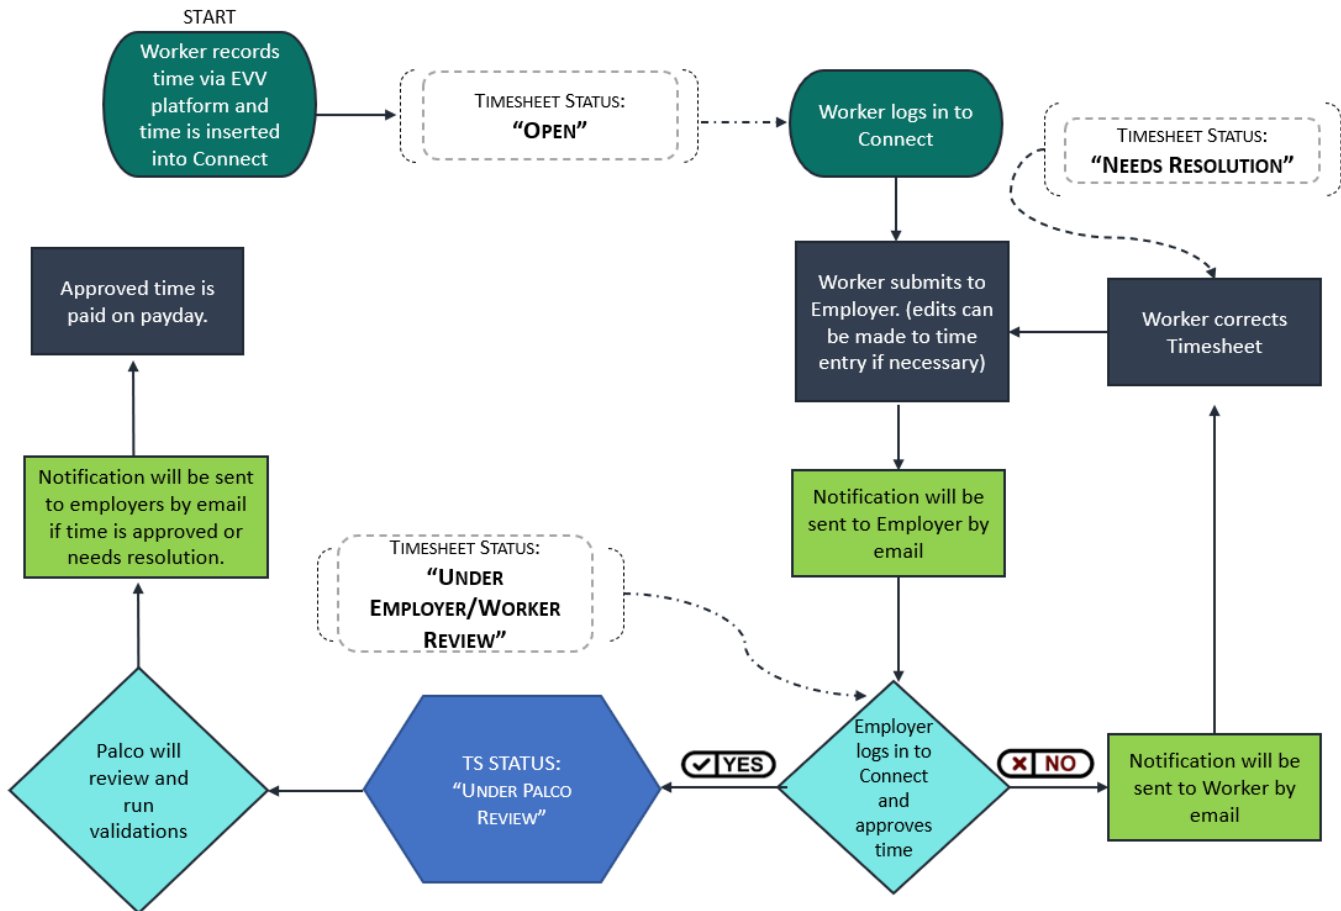 START
Worker records
time via EVV
platform and
time is inserted
into Connect
TIMESHEET STATUS:
“OPEN”
Worker logs in to
Connect
TIMESHEET STATUS:
“NEEDS RESOLUTION”
Approved time is
paid on payday.
Worker submits to
Employer. (edits can
be made to time
entry if necessary)
Worker corrects
Timesheet
Notification will be sent
to employers by email
if time is approved or
needs resolution.
Notification will be
sent to Employer by
email
TIMESHEET STATUS:
“UNDER
EMPLOYER/WORKER
REVIEW”
Palco will
review and
run
validations
TS STATUS:
“UNDER PALCO
REVIEW”
YES
Employer
logs in to
Connect
and
approves
time
NO
Notification will be
sent to Worker by
email